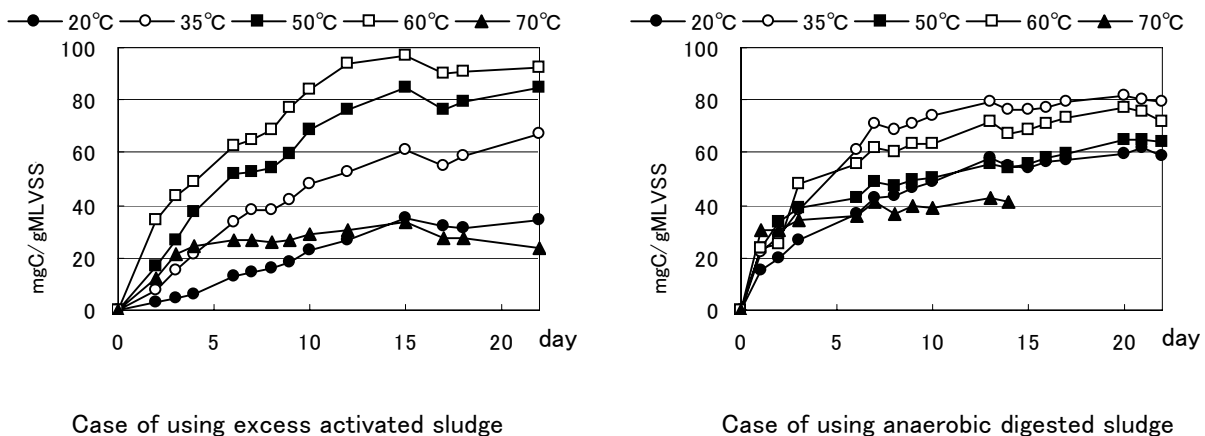 20℃ 35℃ 50℃ 60℃ 70℃
100
80
60
40
20
0
mgC/gMLVSS
0 5 10 15 20 day
Case of using excess activated sludge
20℃ 35℃ 50℃ 60℃ 70℃
100
80
60
40
20
0
mgC/gMLVSS
0 5 10 15 20 day
Case of using anaerobic digested sludge